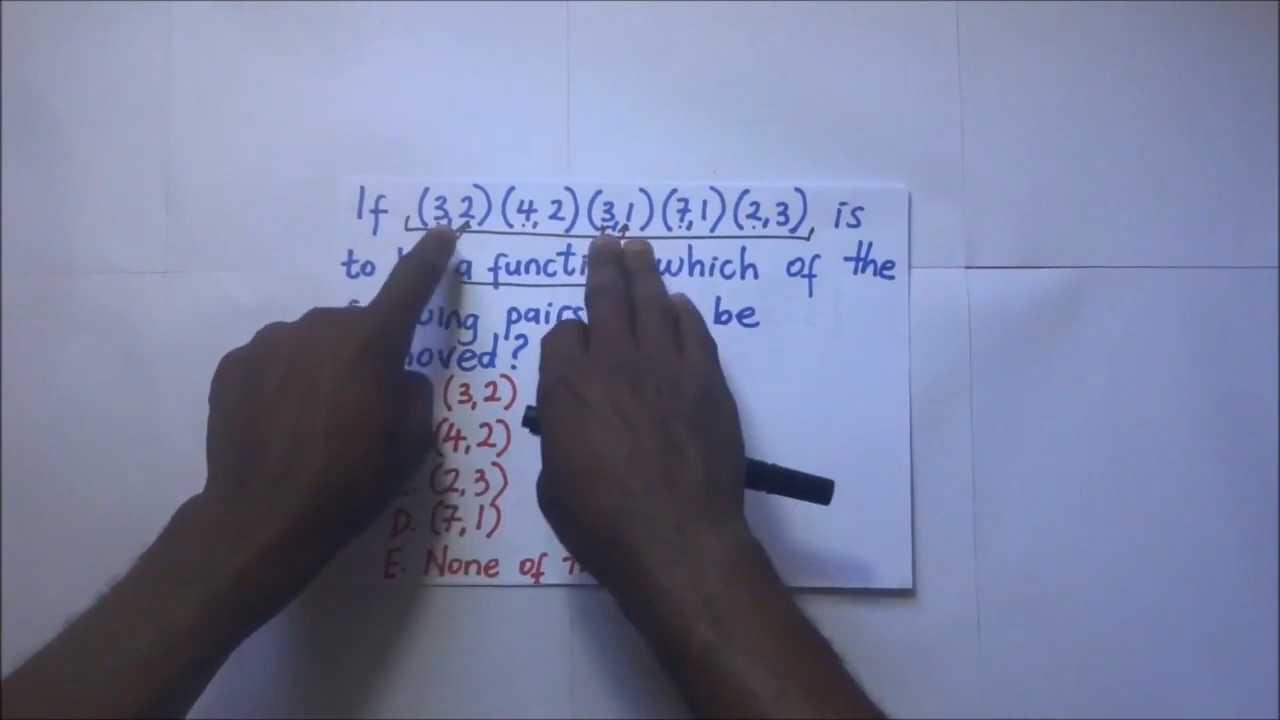 If (3,2) (4,2) (3,1) (7,1) (2,3), is
to a functi which of the
wing pairs be
oved?
(3,2)
(4,2)
(2,3)
D. (7,1)
E. None of